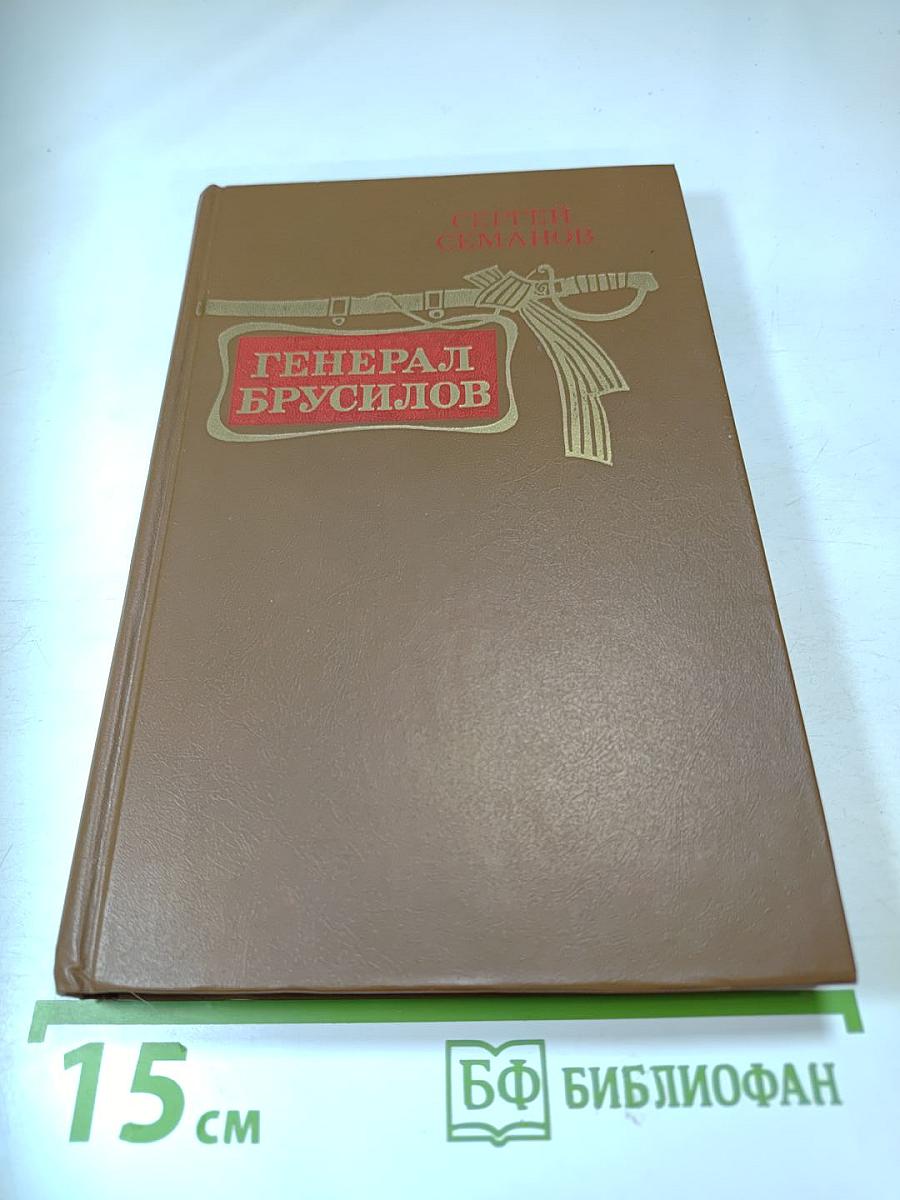 СЕРГЕЙ
СЕМАНОВ
ГЕНЕРАЛ
БРУСИЛОВ
15 см
БФ БИБЛИОФАН